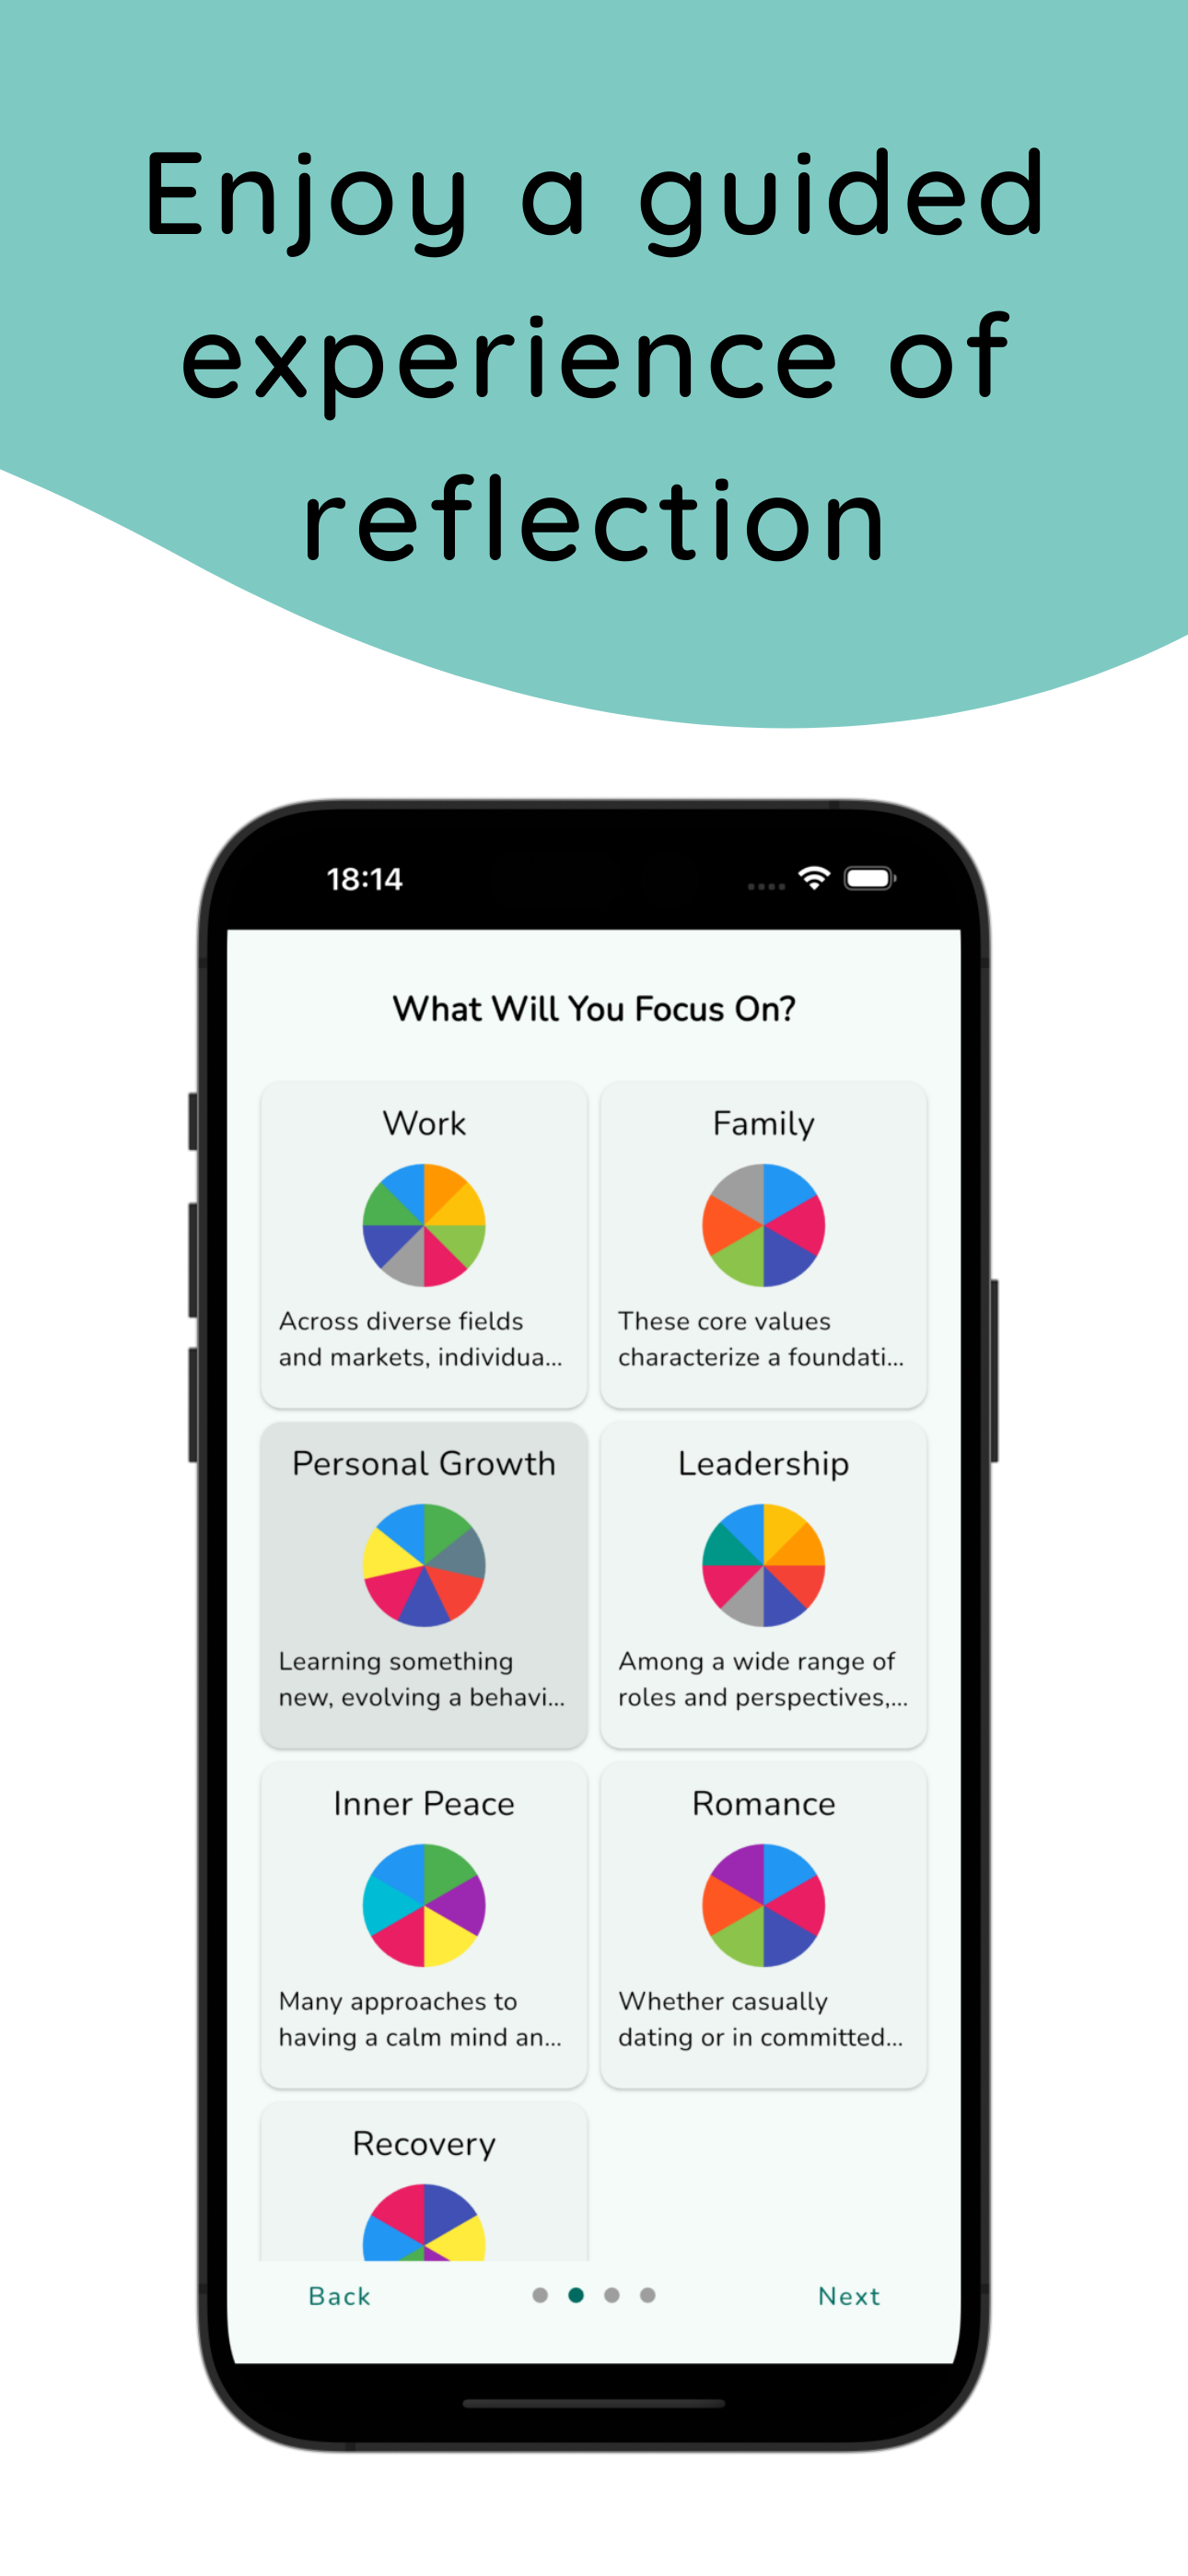 Enjoy a guided
experience of
reflection
18:14
What Will You Focus On?
Work
Across diverse fields
and markets, individua...
Family
These core values
characterize a foundati...
Personal Growth
Learning something
new, evolving a behavi...
Leadership
Among a wide range of
roles and perspectives,...
Inner Peace
Many approaches to
having a calm mind an...
Romance
Whether casually
dating or in committed...
Recovery
Back
Next